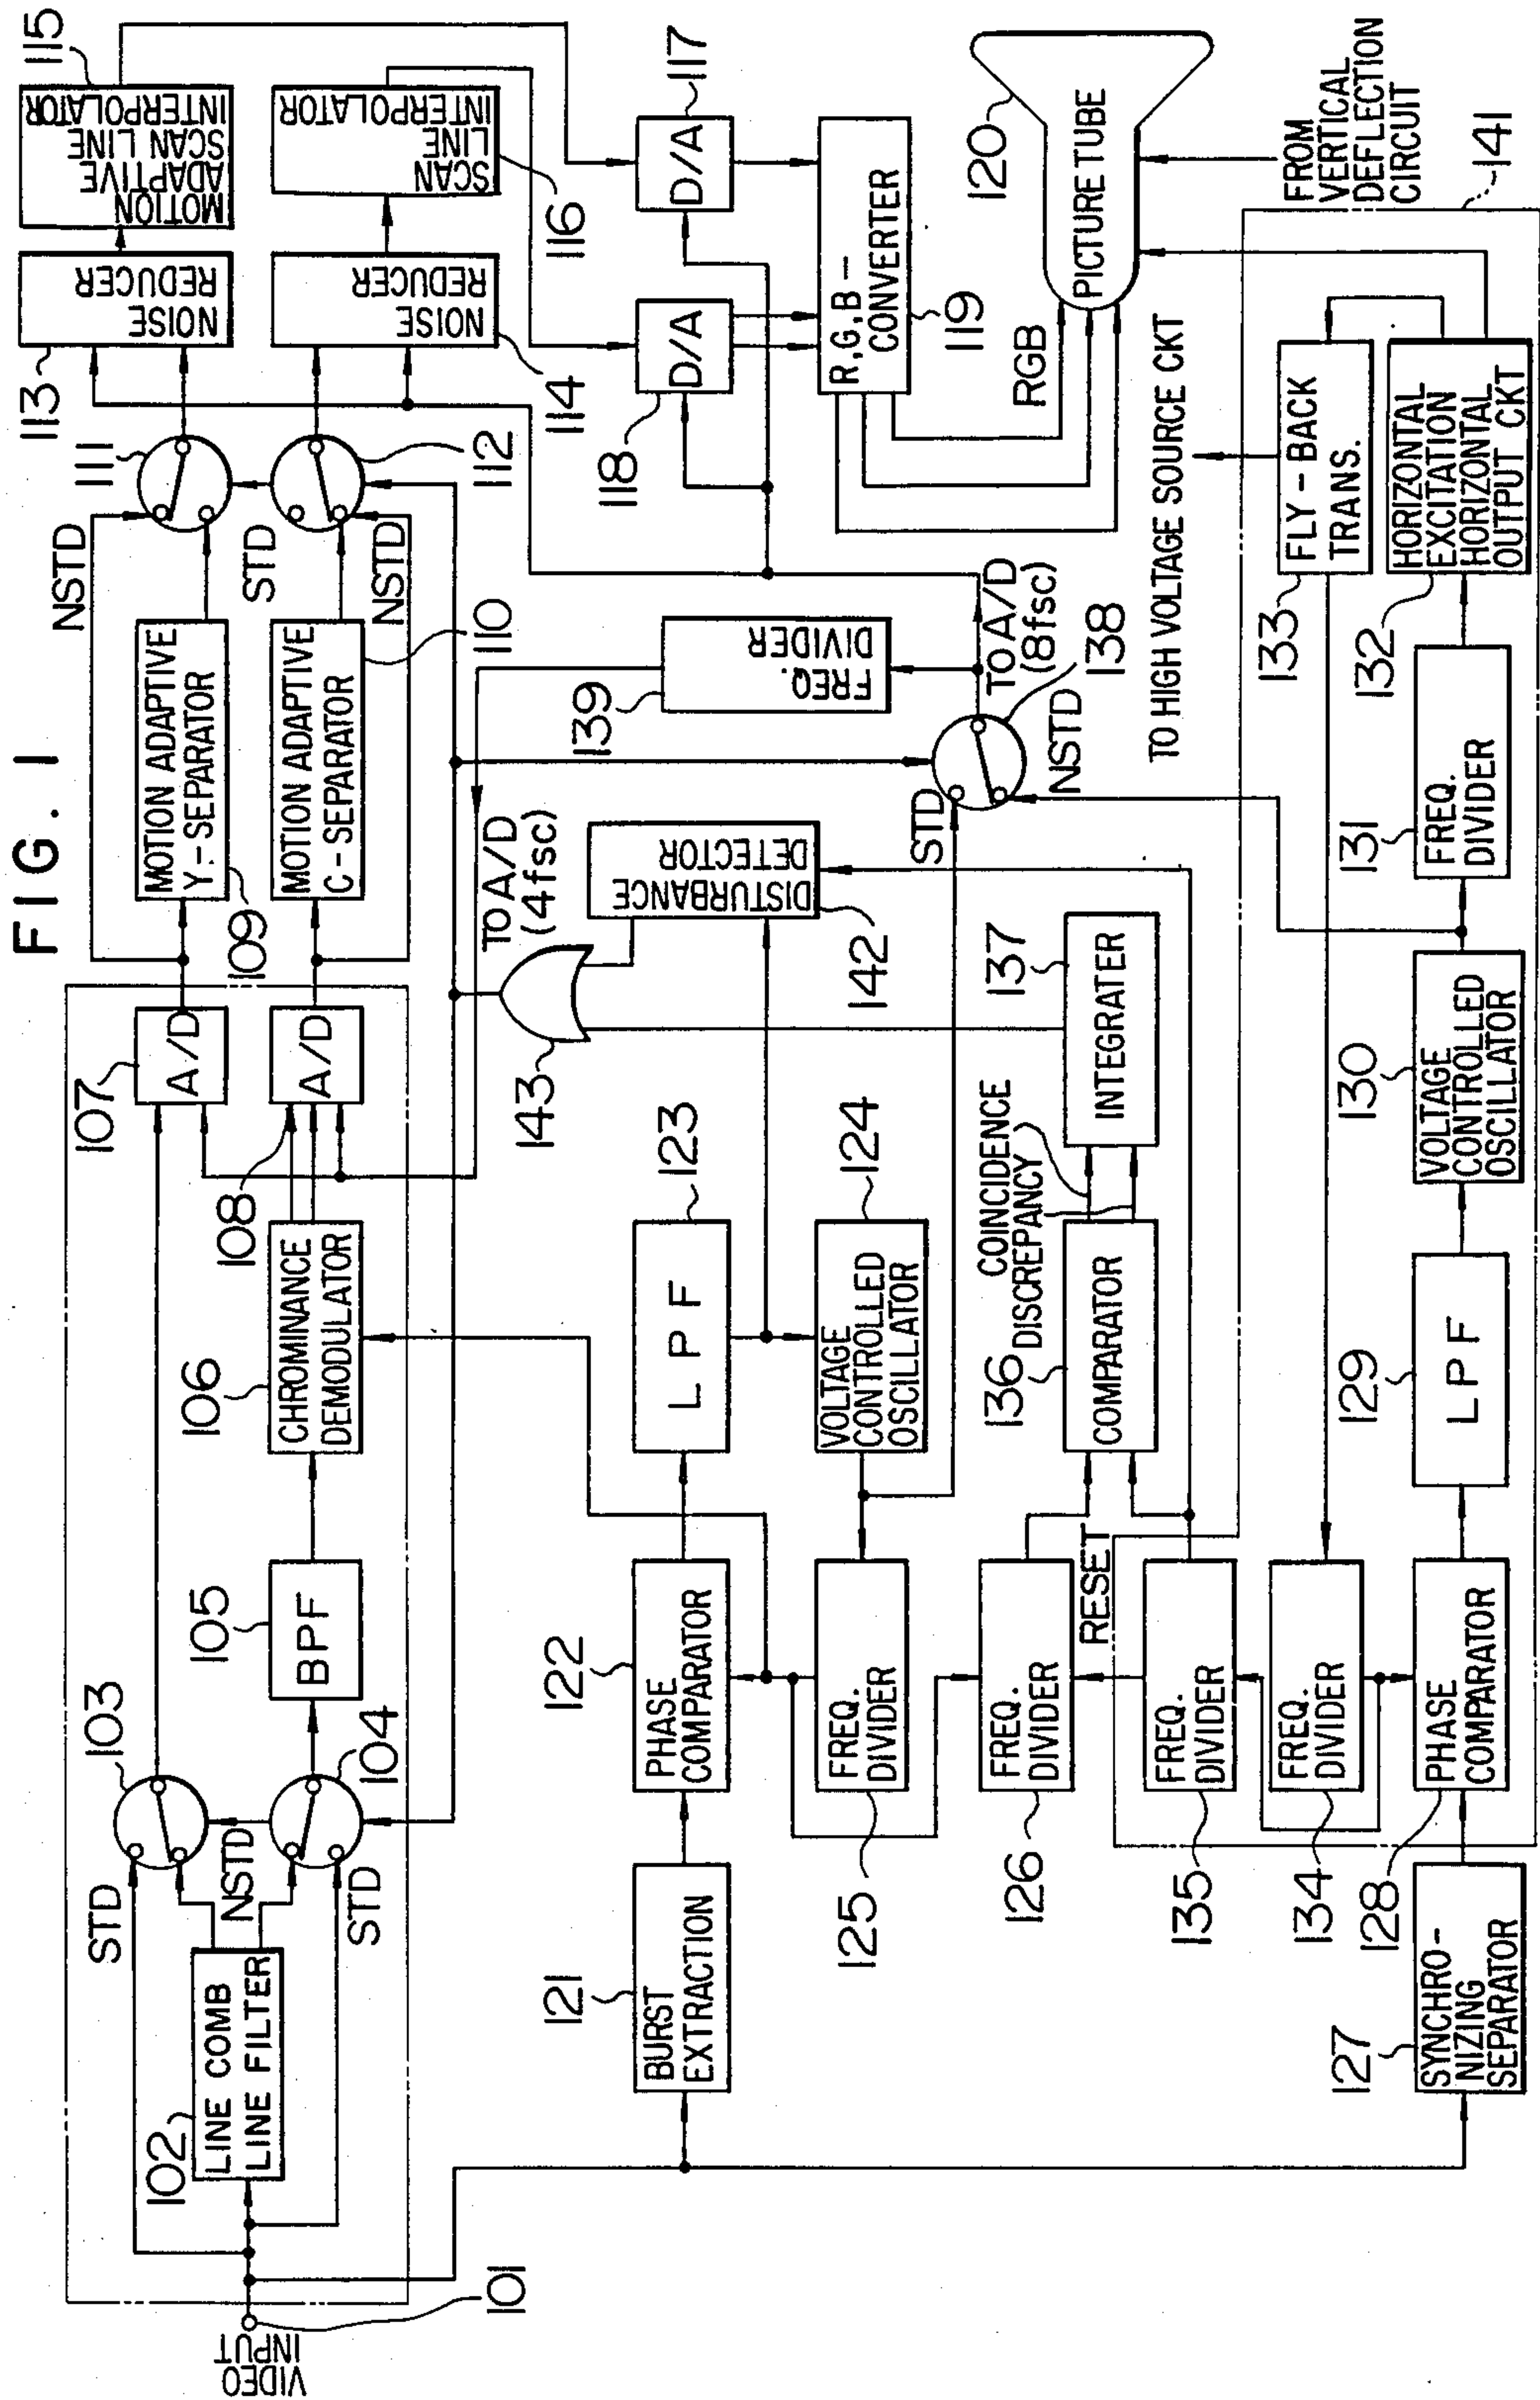 FIG. 1
VIDEO
INPUT
101
102
LINE COMB
LINE FILTER
STD
NSTD
STD
103
104
105
BPF
106
CHROMINANCE
DEMODULATOR
107
A/D
108
A/D
109
MOTION ADAPTIVE
Y-SEPARATOR
MOTION ADAPTIVE
C-SEPARATOR
110
NSTD
STD
NSTD
111
112
113
NOISE
REDUCER
NOISE
REDUCER
114
115
MOTION
ADAPTIVE
SCAN LINE
INTERPOLATOR
SCAN
LINE
INTERPOLATOR
116
117
D/A
118
D/A
R,G,B-
CONVERTER
119
RGB
120
PICTURE TUBE
FROM
VERTICAL
DEFLECTION
CIRCUIT
121
BURST
EXTRACTION
122
PHASE
COMPARATOR
123
LPF
124
VOLTAGE
CONTROLLED
OSCILLATOR
125
FREQ.
DIVIDER
126
FREQ.
DIVIDER
RESET
135
FREQ.
DIVIDER
134
FREQ.
DIVIDER
136
COMPARATOR
COINCIDENCE
DISCREPANCY
137
INTEGRATER
143
142
DISTURBANCE
DETECTOR
TO A/D
(4fsc)
139
FREQ.
DIVIDER
TO A/D
(8fsc)
138
STD
NSTD
127
SYNCHRO-
NIZING
SEPARATOR
128
PHASE
COMPARATOR
129
LPF
130
VOLTAGE
CONTROLLED
OSCILLATOR
131
FREQ.
DIVIDER
132
HORIZONTAL
EXCITATION
HORIZONTAL
OUTPUT CKT
133
FLY-BACK
TRANS.
TO HIGH VOLTAGE SOURCE CKT
141